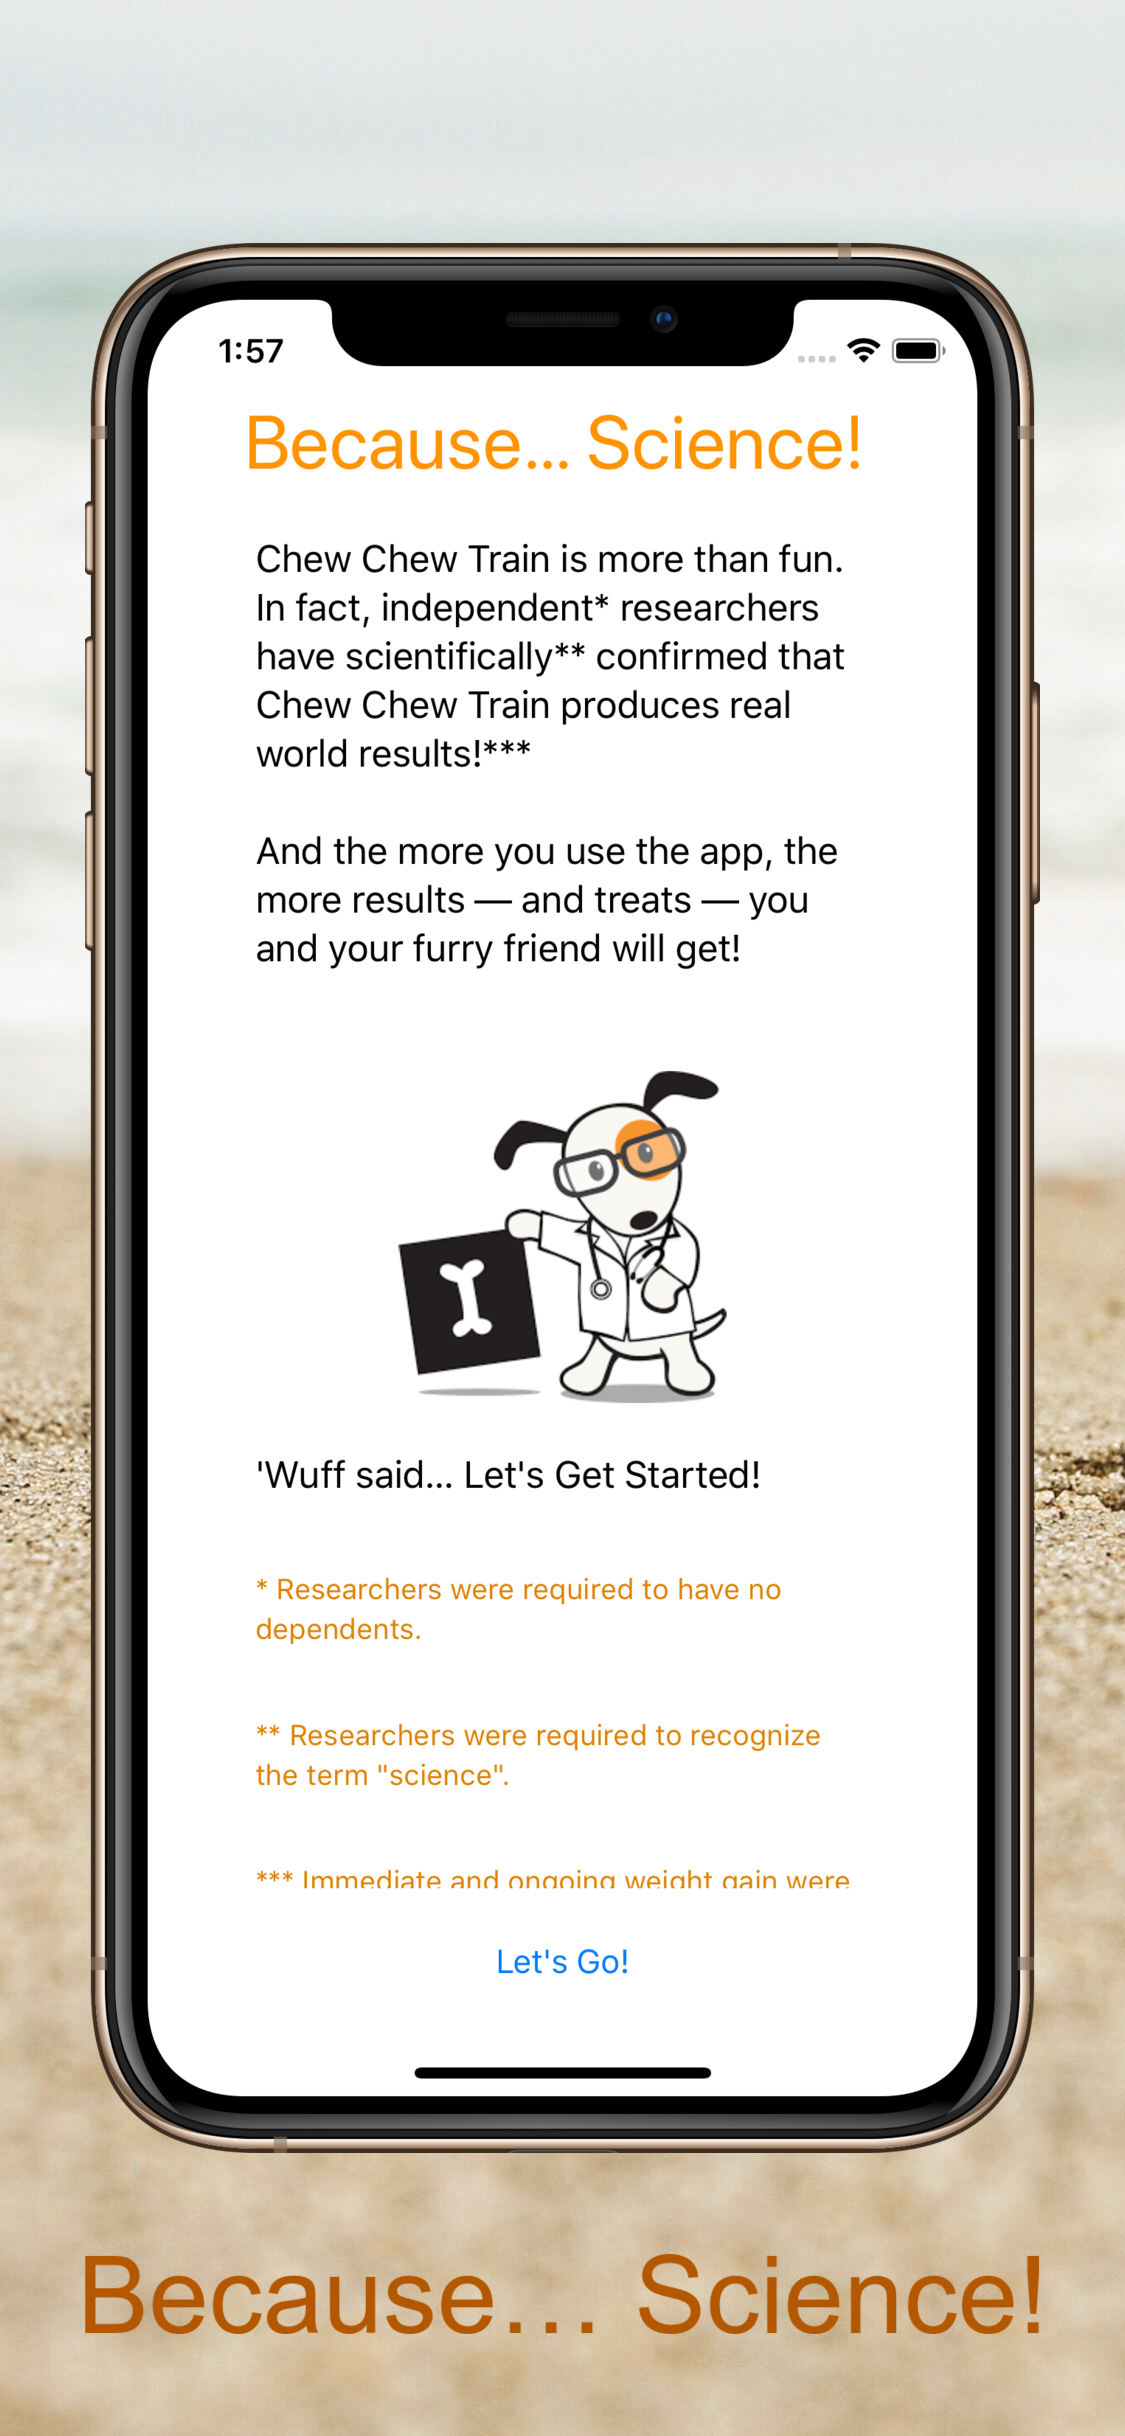 1:57
Because... Science!
Chew Chew Train is more than fun.
In fact, independent* researchers
have scientifically** confirmed that
Chew Chew Train produces real
world results!***
And the more you use the app, the
more results — and treats — you
and your furry friend will get!
'Wuff said... Let's Get Started!
* Researchers were required to have no
dependents.
** Researchers were required to recognize
the term "science".
*** Immediate and ongoing weight gain were
Let's Go!
Because... Science!